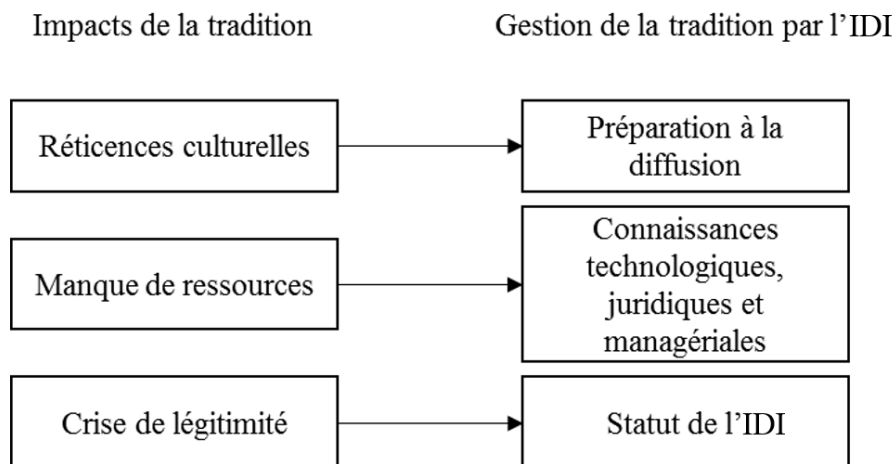 Impacts de la tradition
Gestion de la tradition par l'IDI
Réticences culturelles
Préparation à la
diffusion
Manque de ressources
Connaissances
technologiques,
juridiques et
managériales
Crise de légitimité
Statut de l'IDI